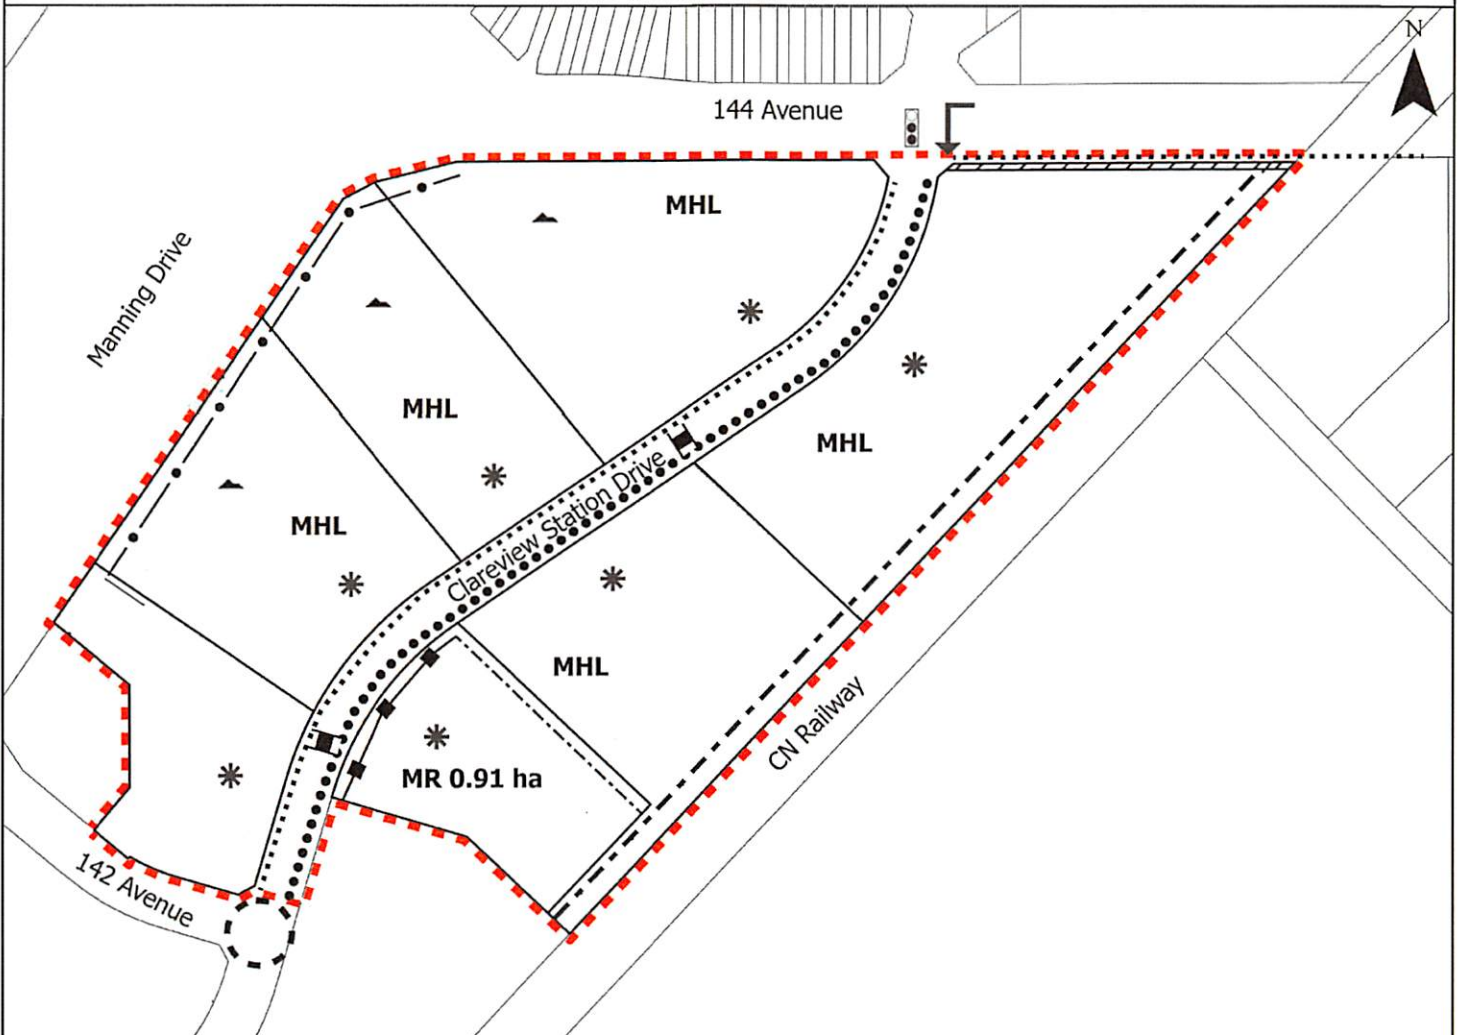 N
144 Avenue
MHL
Manning Drive
MHL
MHL
Clareview Station Drive
MHL
MHL
CN Railway
MR 0.91 ha
142 Avenue